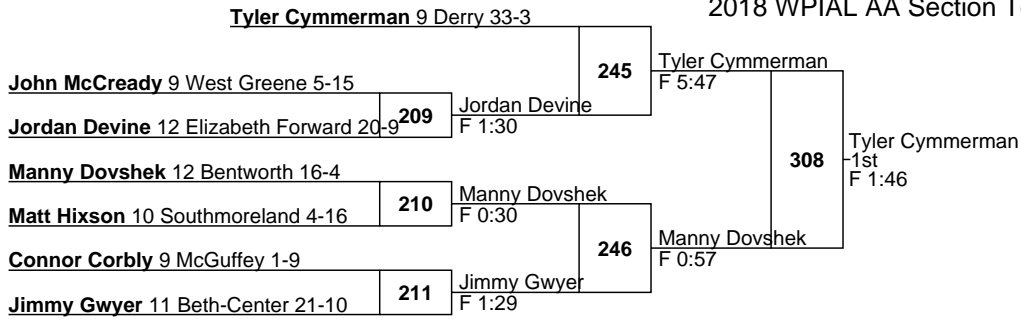 2018 WPIAL AA Section
Tyler Cymmerman 9 Derry 33-3
245
Tyler Cymmerman
F 5:47
John McCready 9 West Greene 5-15
209
Jordan Devine
F 1:30
Jordan Devine 12 Elizabeth Forward 20-9
308
Tyler Cymmerman
1st
F 1:46
Manny Dovshek 12 Bentworth 16-4
210
Manny Dovshek
F 0:30
Matt Hixson 10 Southmoreland 4-16
246
Manny Dovshek
F 0:57
Connor Corbly 9 McGuffey 1-9
211
Jimmy Gwyer
F 1:29
Jimmy Gwyer 11 Beth-Center 21-10